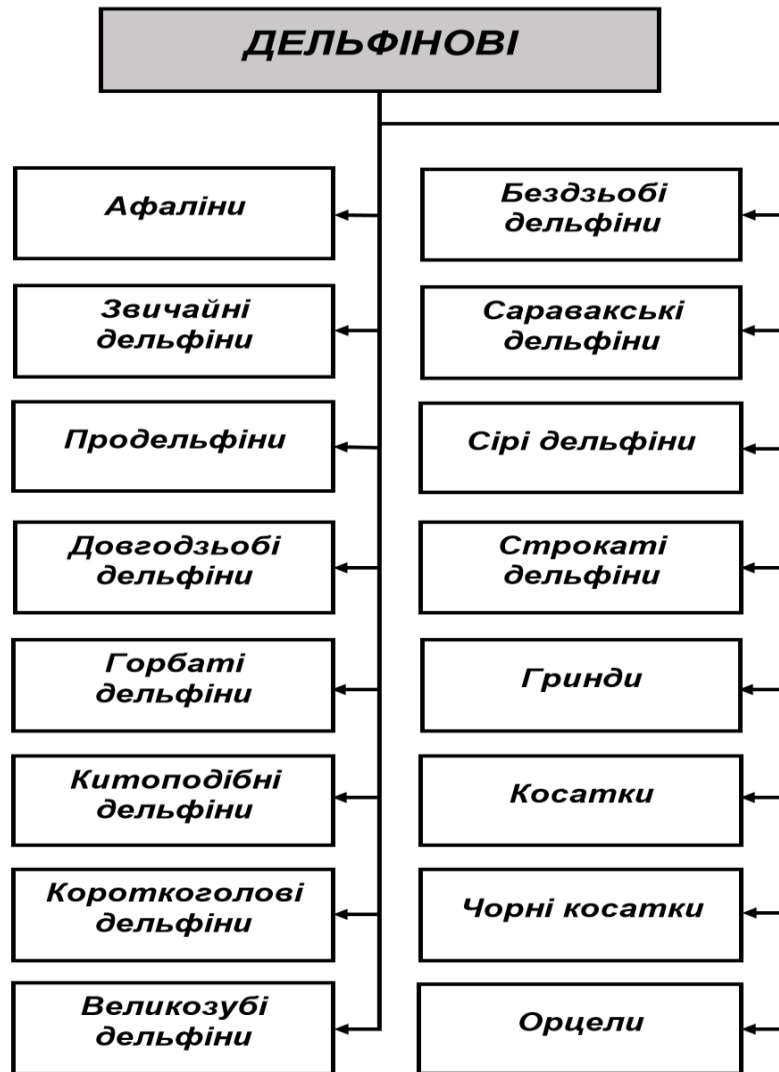 ДЕЛЬФІНОВІ
Афаліни
Звичайні
дельфіни
Продельфіни
Довгодзьобі
дельфіни
Горбаті
дельфіни
Китоподібні
дельфіни
Короткоголові
дельфіни
Великозубі
дельфіни
Бездзьобі
дельфіни
Саравакські
дельфіни
Сірі дельфіни
Строкаті
дельфіни
Гринди
Косатки
Чорні косатки
Орцели